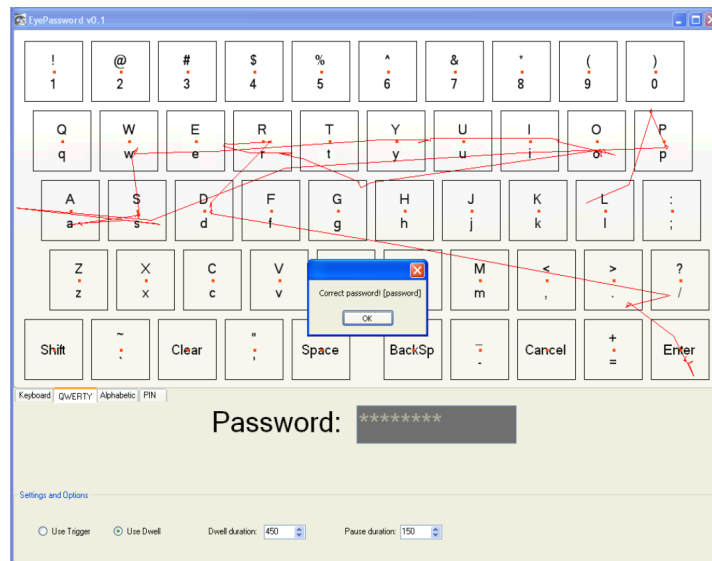 EyePassword v0.1
! @ # $ % ^ & * ( )
1 2 3 4 5 6 7 8 9 0
Q W E R T Y U I O P
q w e r t y u i o p
A S D F G H J K L :
a s d f g h j k l ;
Z X C V M < > ?
z x c v m , . /
Correct password! [password]
OK
~ " _ +
Shift ` Clear ' Space BackSp - Cancel = Enter
Keyboard QWERTY Alphabetic PIN
Password: ********
Settings and Options
Use Trigger Use Dwell Dwell duration: 450 Pause duration: 150